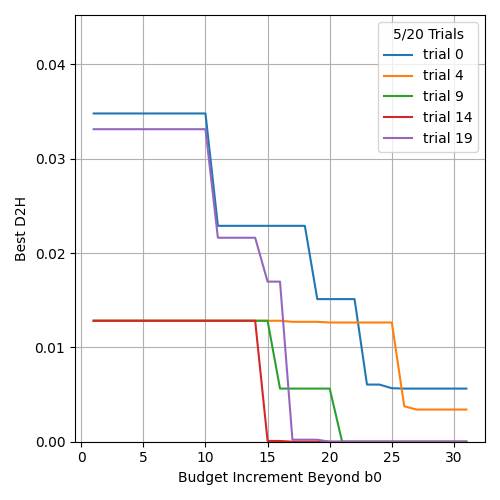 5/20 Trials
trial 0
trial 4
trial 9
trial 14
trial 19
Best D2H
0.04
0.03
0.02
0.01
0.00
0 5 10 15 20 25 30
Budget Increment Beyond b0